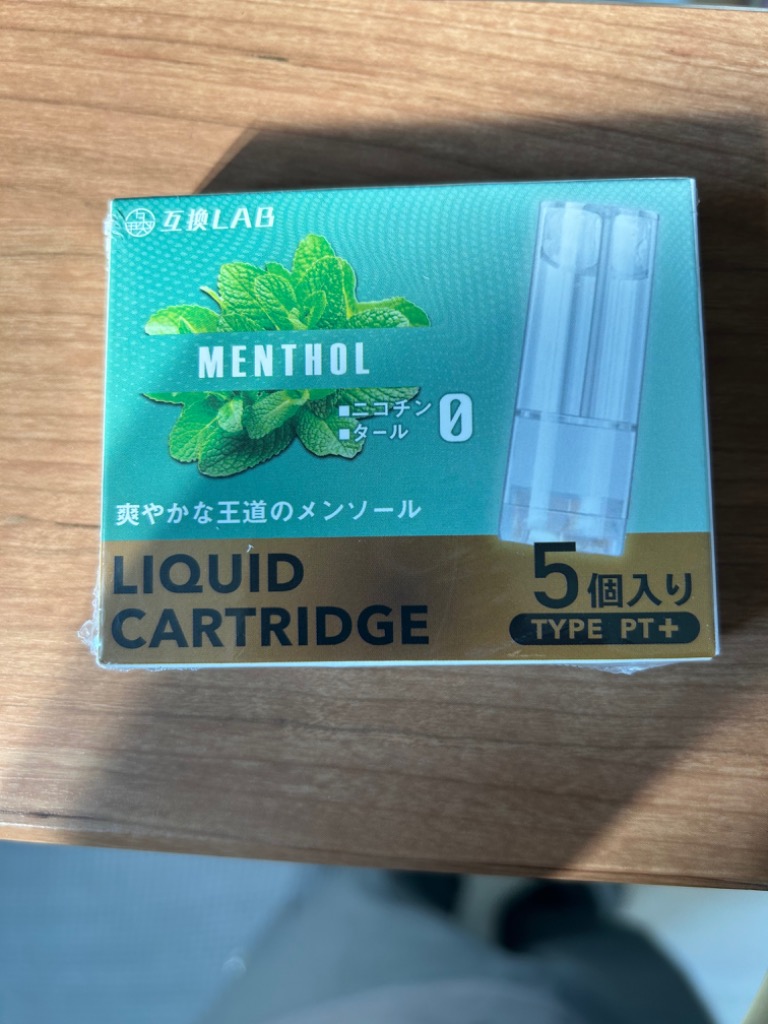 互換LAB
MENTHOL
■ニコチン
■タール
0
爽やかな王道のメンソール
LIQUID
CARTRIDGE
5個入り
TYPE PT+